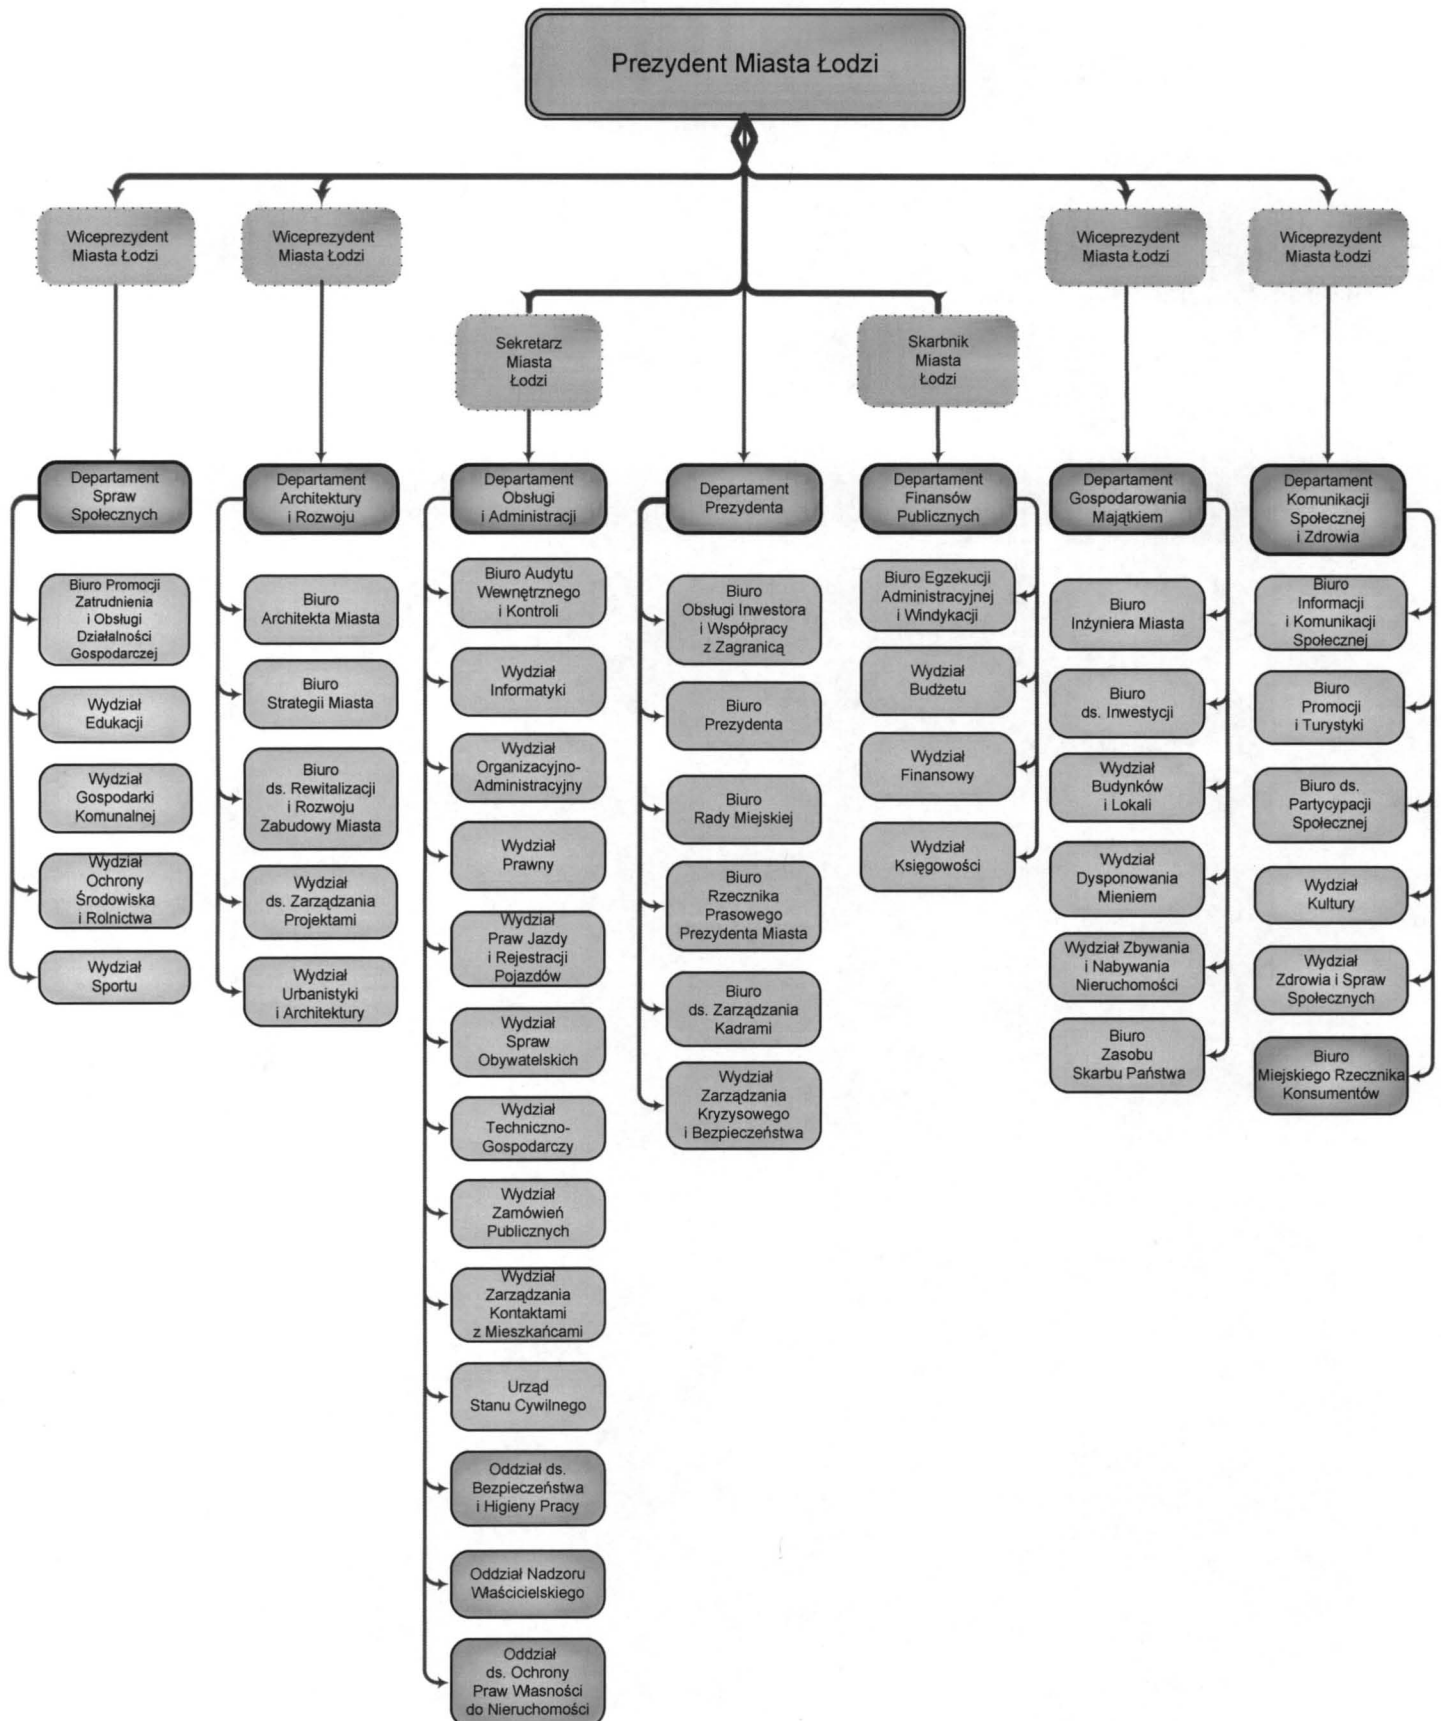 Prezydent Miasta Łodzi
Wiceprezydent
Miasta Łodzi
Wiceprezydent
Miasta Łodzi
Wiceprezydent
Miasta Łodzi
Wiceprezydent
Miasta Łodzi
Sekretarz
Miasta
Łodzi
Skarbnik
Miasta
Łodzi
Departament
Spraw
Społecznych
Biuro Promocji
Zatrudnienia
i Obsługi
Działalności
Gospodarczej
Wydział
Edukacji
Wydział
Gospodarki
Komunalnej
Wydział
Ochrony
Środowiska
i Rolnictwa
Wydział
Sportu
Departament
Architektury
i Rozwoju
Biuro
Architekta Miasta
Biuro
Strategii Miasta
Biuro
ds. Rewitalizacji
i Rozwoju
Zabudowy Miasta
Wydział
ds. Zarządzania
Projektami
Wydział
Urbanistyki
i Architektury
Departament
Obsługi
i Administracji
Biuro Audytu
Wewnętrznego
i Kontroli
Wydział
Informatyki
Wydział
Organizacyjno-
Administracyjny
Wydział
Prawny
Wydział
Praw Jazdy
i Rejestracji
Pojazdów
Wydział
Spraw
Obywatelskich
Wydział
Techniczno-
Gospodarczy
Wydział
Zamówień
Publicznych
Wydział
Zarządzania
Kontaktami
z Mieszkańcami
Urząd
Stanu Cywilnego
Oddział ds.
Bezpieczeństwa
i Higieny Pracy
Oddział Nadzoru
Właścicielskiego
Oddział
ds. Ochrony
Praw Własności
do Nieruchomości
Departament
Prezydenta
Biuro
Obsługi Inwestora
i Współpracy
z Zagranicą
Biuro
Prezydenta
Biuro
Rady Miejskiej
Biuro
Rzecznika
Prasowego
Prezydenta Miasta
Biuro
ds. Zarządzania
Kadrami
Wydział
Zarządzania
Kryzysowego
i Bezpieczeństwa
Departament
Finansów
Publicznych
Biuro Egzekucji
Administracyjnej
i Windykacji
Wydział
Budżetu
Wydział
Finansowy
Wydział
Księgowości
Departament
Gospodarowania
Majątkiem
Biuro
Inżyniera Miasta
Biuro
ds. Inwestycji
Wydział
Budynków
i Lokali
Wydział
Dysponowania
Mieniem
Wydział Zbywania
i Nabywania
Nieruchomości
Biuro
Zasobu
Skarbu Państwa
Departament
Komunikacji
Społecznej
i Zdrowia
Biuro
Informacji
i Komunikacji
Społecznej
Biuro
Promocji
i Turystyki
Biuro ds.
Partycypacji
Społecznej
Wydział
Kultury
Wydział
Zdrowia i Spraw
Społecznych
Biuro
Miejskiego Rzecznika
Konsumentów